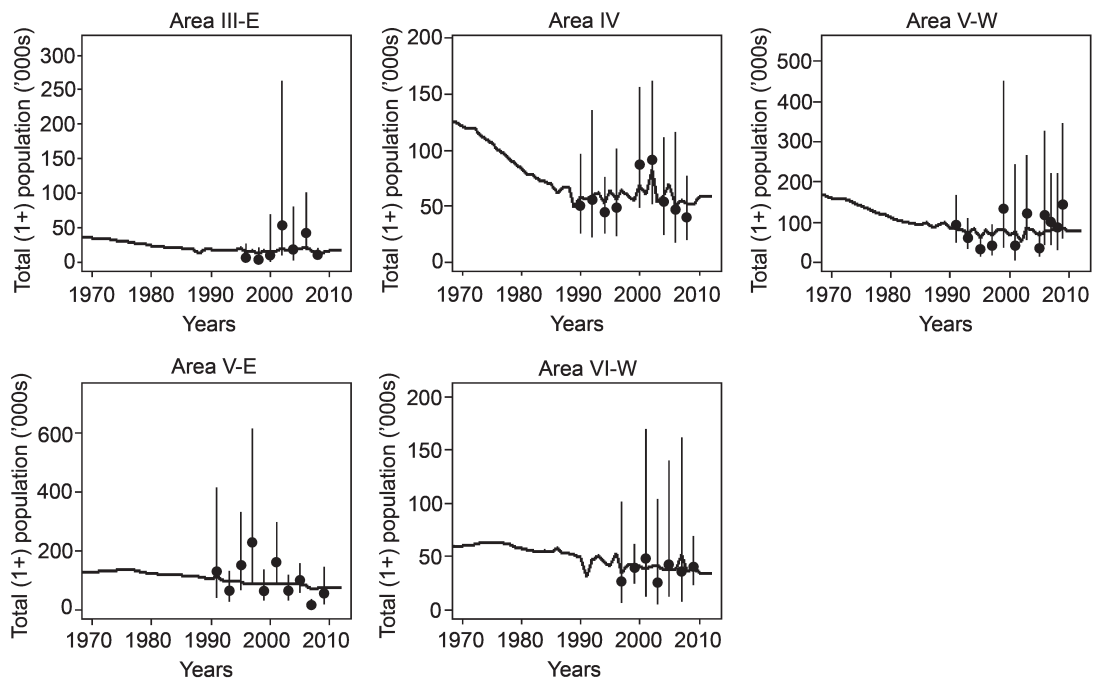 Area III-E
Total (1+) population ('000s)
300
250
200
150
100
50
0
1970 1980 1990 2000 2010
Years
Area IV
Total (1+) population ('000s)
200
150
100
50
0
1970 1980 1990 2000 2010
Years
Area V-W
Total (1+) population ('000s)
500
400
300
200
100
0
1970 1980 1990 2000 2010
Years
Area V-E
Total (1+) population ('000s)
600
400
200
0
1970 1980 1990 2000 2010
Years
Area VI-W
Total (1+) population ('000s)
200
150
100
50
0
1970 1980 1990 2000 2010
Years